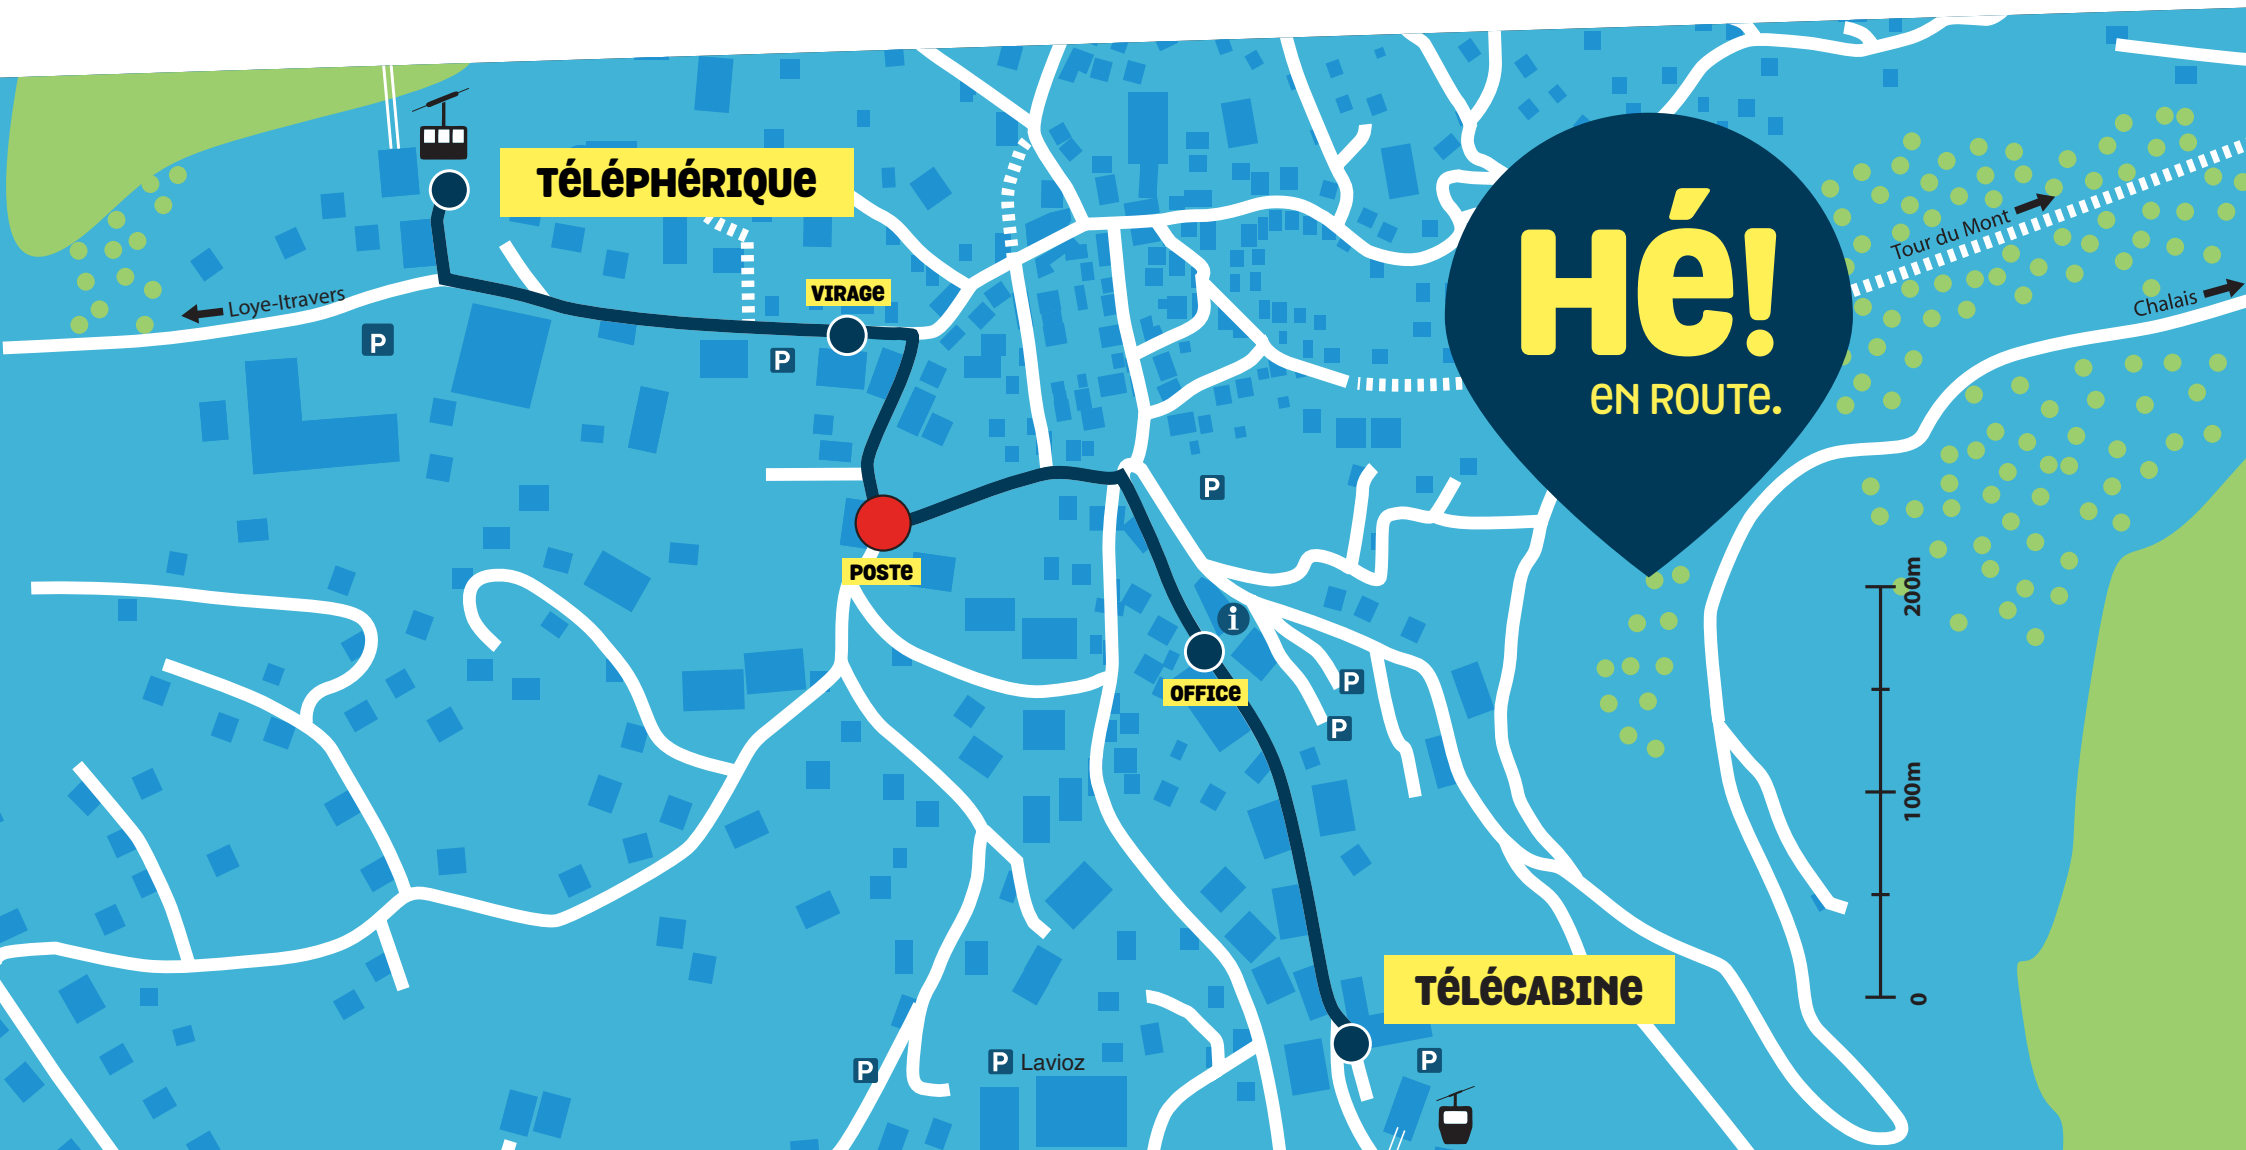 TÉLÉPHÉRIQUE
Hé!
EN ROUTE.
Tour du Mont
Chalais
Loye-Itravers
VIRAGE
P
P
P
POSTE
i
OFFICE
P
P
200m
100m
0
TÉLÉCABINE
P
P Lavioz
P